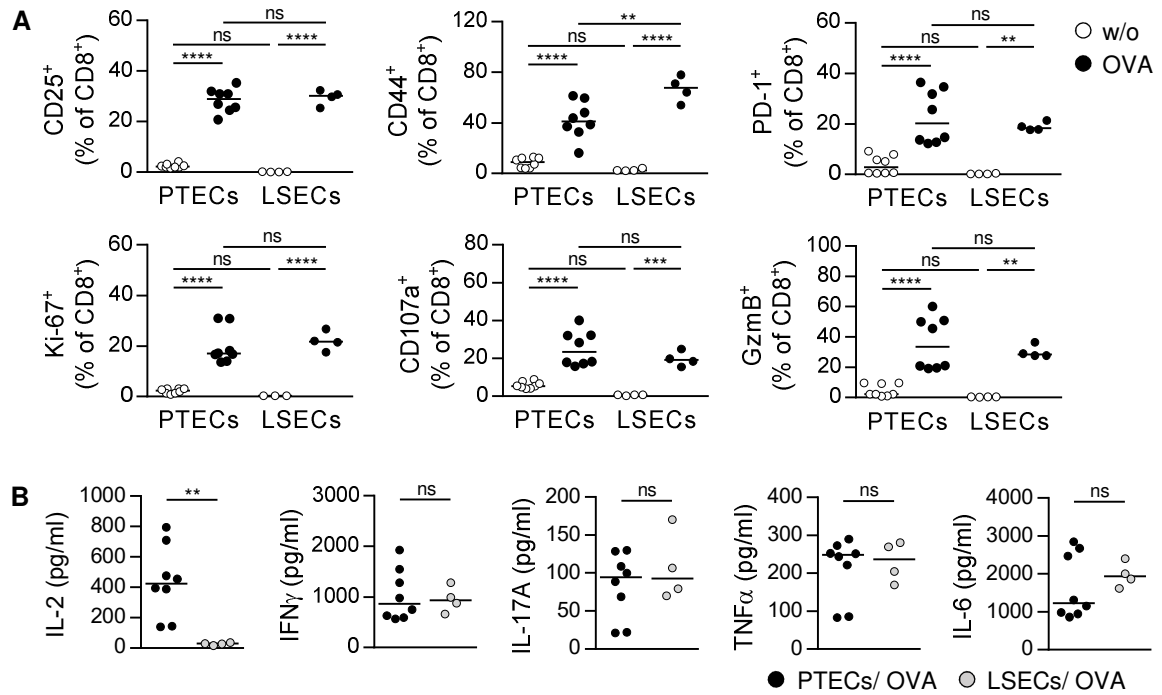 A
CD25⁺
(% of CD8⁺)
60
40
20
0
ns
ns
****
****
PTECs LSECs
CD44⁺
(% of CD8⁺)
120
80
40
0
**
ns
****
****
PTECs LSECs
PD-1⁺
(% of CD8⁺)
60
40
20
0
ns
ns
**
****
PTECs LSECs
w/o
OVA
Ki-67⁺
(% of CD8⁺)
60
40
20
0
ns
ns
****
****
PTECs LSECs
CD107a⁺
(% of CD8⁺)
80
60
40
20
0
ns
ns
***
****
PTECs LSECs
GzmB⁺
(% of CD8⁺)
100
80
60
40
20
0
ns
ns
**
****
PTECs LSECs
B
IL-2 (pg/ml)
1000
800
600
400
200
0
**
IFNγ (pg/ml)
3000
2000
1000
0
ns
IL-17A (pg/ml)
200
150
100
50
0
ns
TNFα (pg/ml)
400
300
200
100
0
ns
IL-6 (pg/ml)
4000
3000
2000
1000
0
ns
PTECs/ OVA LSECs/ OVA